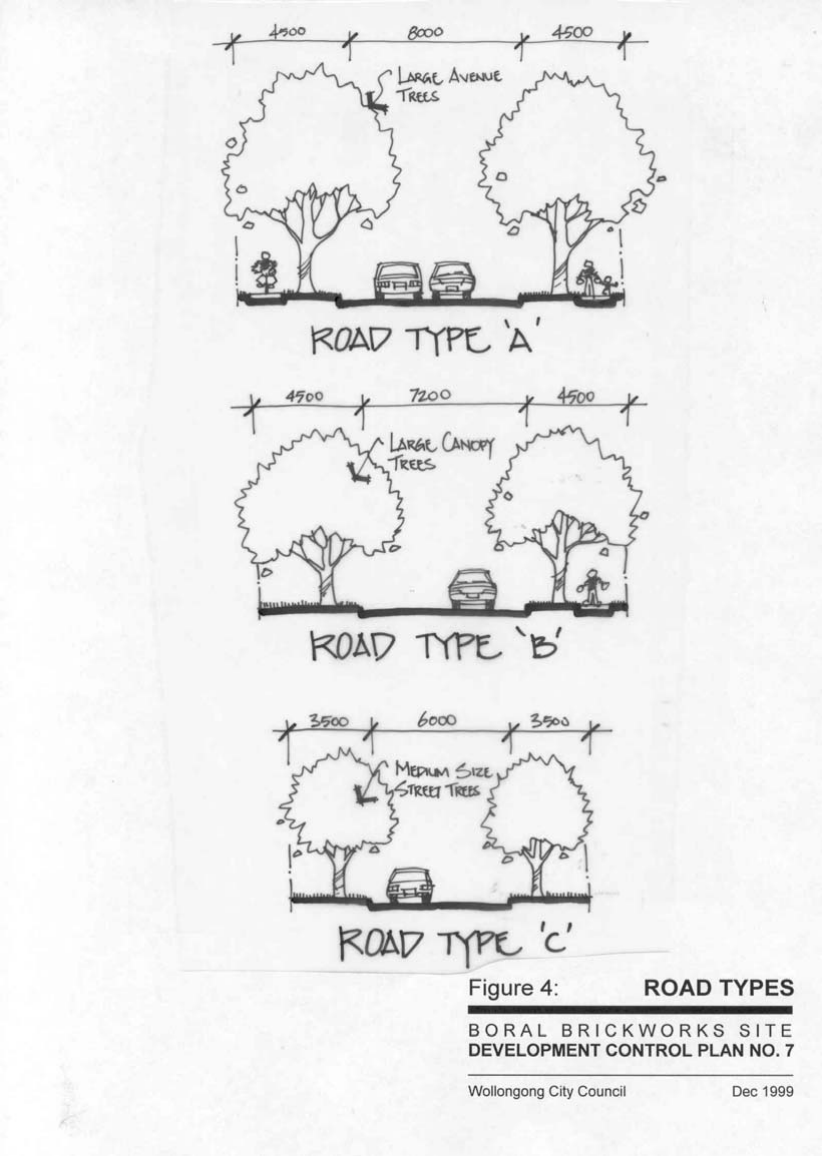 4500 8000 4500
LARGE AVENUE
TREES
ROAD TYPE 'A'
4500 7200 4500
LARGE CANOPY
TREES
ROAD TYPE 'B'
3500 6000 3500
MEDIUM SIZE
STREET TREES
ROAD TYPE 'C'
Figure 4: ROAD TYPES
BORAL BRICKWORKS SITE
DEVELOPMENT CONTROL PLAN NO. 7
Wollongong City Council Dec 1999